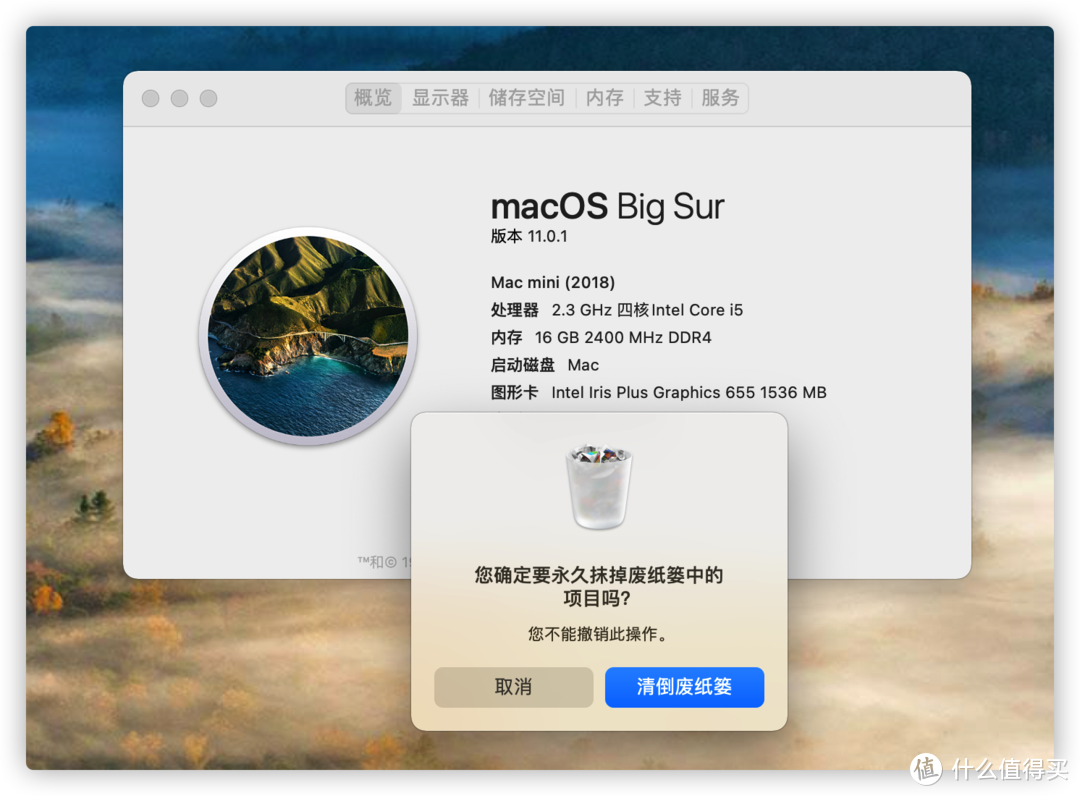 概览 显示器 储存空间 内存 支持 服务
macOS Big Sur
版本 11.0.1
Mac mini (2018)
处理器 2.3 GHz 四核Intel Core i5
内存 16 GB 2400 MHz DDR4
启动磁盘 Mac
图形卡 Intel Iris Plus Graphics 655 1536 MB
™和© 19
您确定要永久抹掉废纸篓中的
项目吗?
您不能撤销此操作。
取消 清倒废纸篓
值 什么值得买